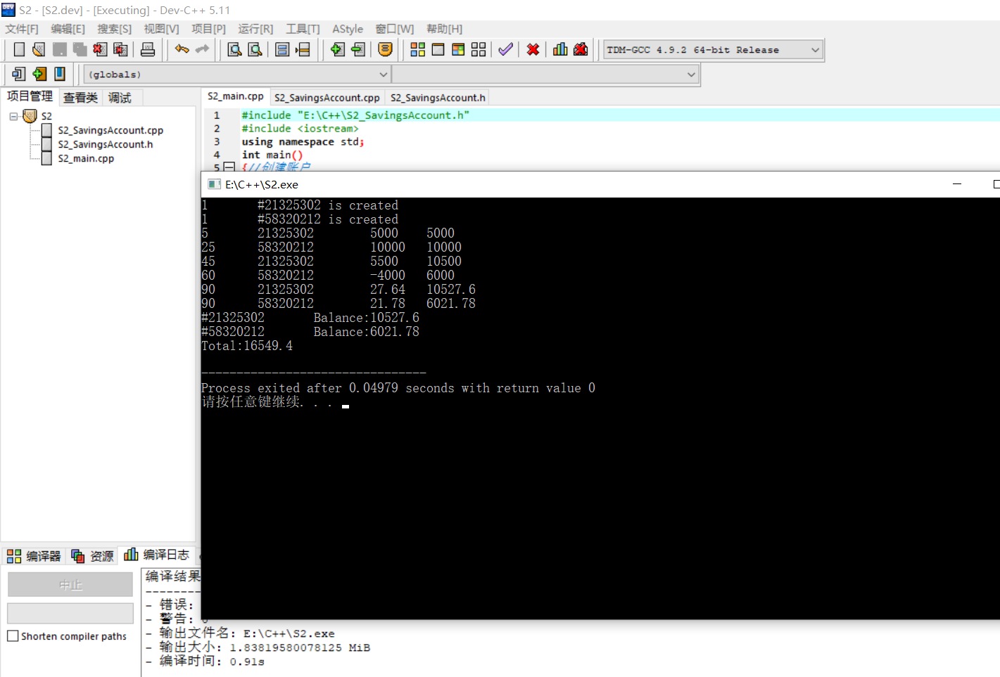 S2 - [S2.dev] - [Executing] - Dev-C++ 5.11
文件[F] 编辑[E] 搜索[S] 视图[V] 项目[P] 运行[R] 工具[T] AStyle 窗口[W] 帮助[H]
TDM-GCC 4.9.2 64-bit Release
(globals)
项目管理 查看类 调试
S2
S2_SavingsAccount.cpp
S2_SavingsAccount.h
S2_main.cpp
S2_main.cpp S2_SavingsAccount.cpp S2_SavingsAccount.h
1 #include "E:\C++\S2_SavingsAccount.h"
2 #include <iostream>
3 using namespace std;
4 int main()
5 {//创建账户
E:\C++\S2.exe
1 #21325302 is created
1 #58320212 is created
5 21325302 5000 5000
25 58320212 10000 10000
45 21325302 5500 10500
60 58320212 -4000 6000
90 21325302 27.64 10527.6
90 58320212 21.78 6021.78
#21325302 Balance:10527.6
#58320212 Balance:6021.78
Total:16549.4
--------------------------------
Process exited after 0.04979 seconds with return value 0
请按任意键继续. . .
编译器 资源 编译日志
中止
Shorten compiler paths
编译结果
--------
- 错误:
- 警告:
- 输出文件名: E:\C++\S2.exe
- 输出大小: 1.83819580078125 MiB
- 编译时间: 0.91s